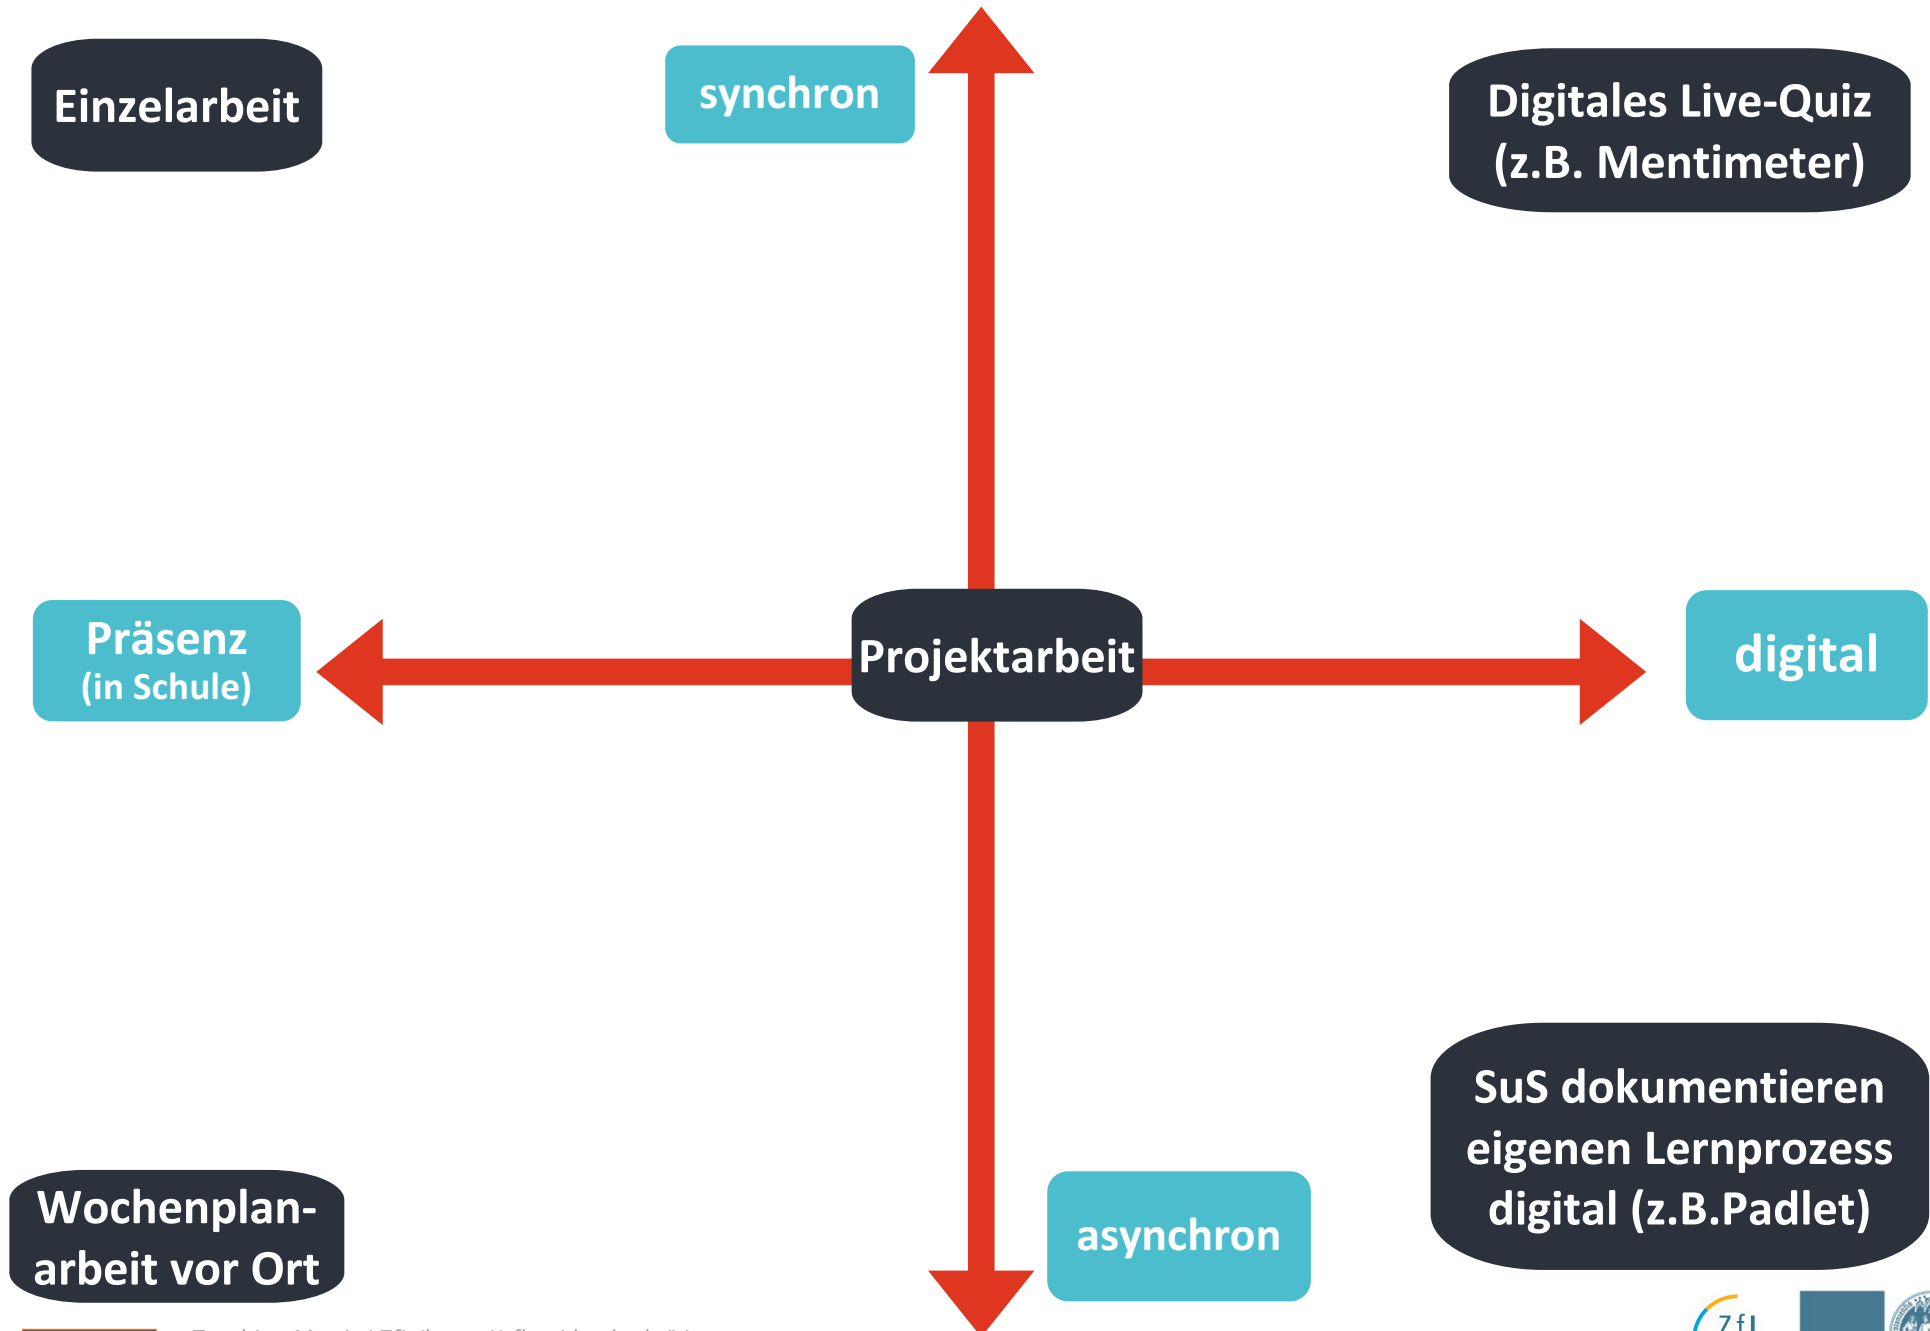 Einzelarbeit
synchron
Digitales Live-Quiz
(z.B. Mentimeter)
Präsenz
(in Schule)
Projektarbeit
digital
SuS dokumentieren
eigenen Lernprozess
digital (z.B.Padlet)
Wochenplan-
arbeit vor Ort
asynchron
ZfL